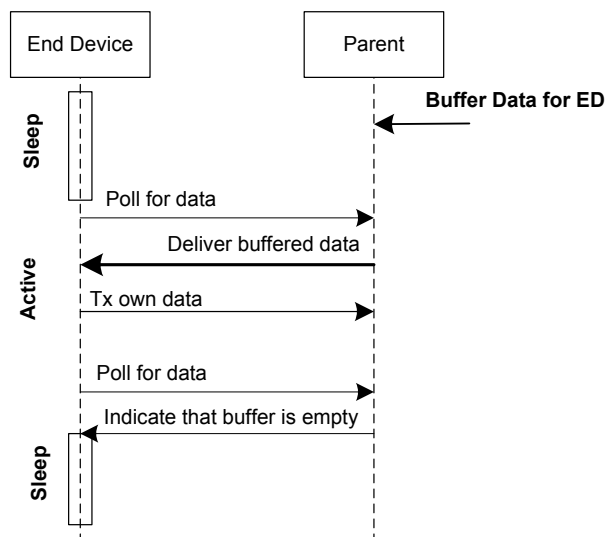 End Device
Parent
Buffer Data for ED
Sleep
Poll for data
Deliver buffered data
Active
Tx own data
Poll for data
Indicate that buffer is empty
Sleep